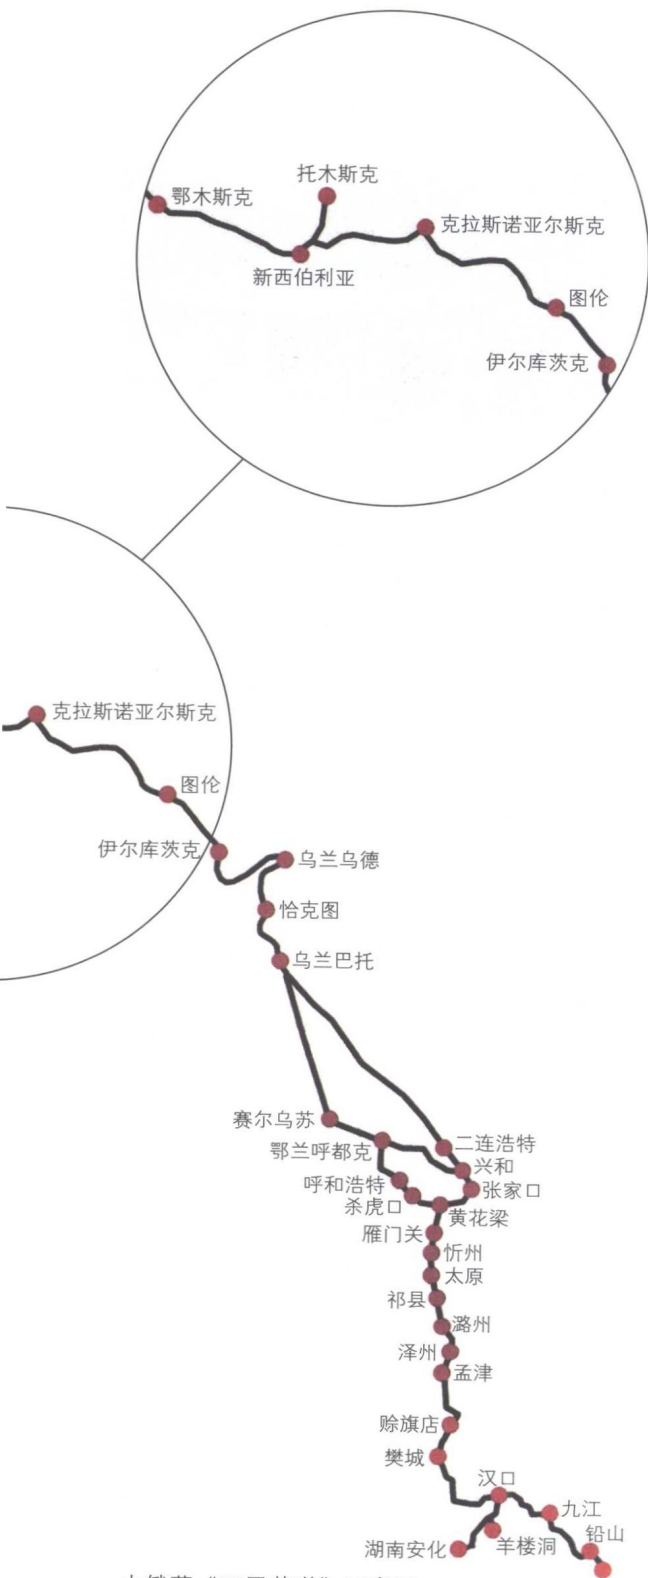 托木斯克
鄂木斯克
克拉斯诺亚尔斯克
新西伯利亚
图伦
伊尔库茨克
克拉斯诺亚尔斯克
图伦
伊尔库茨克
乌兰乌德
恰克图
乌兰巴托
赛尔乌苏
二连浩特
鄂兰呼都克
兴和
呼和浩特
张家口
杀虎口
黄花梁
雁门关
忻州
太原
祁县
潞州
泽州
孟津
赊旗店
樊城
汉口
九江
铅山
羊楼洞
湖南安化